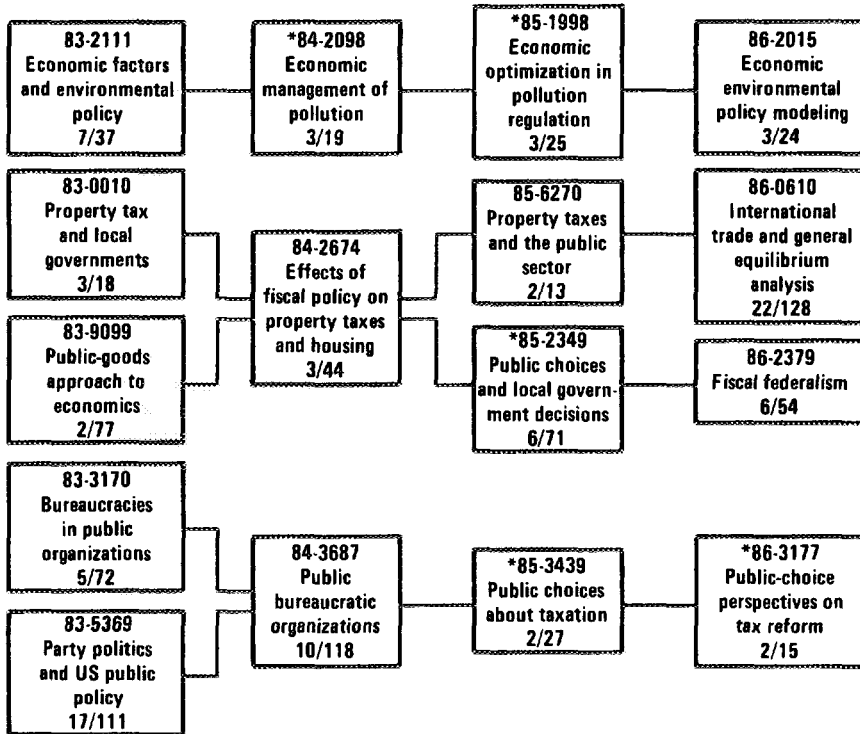 83-2111
Economic factors
and environmental
policy
7/37
*84-2098
Economic
management of
pollution
3/19
*85-1998
Economic
optimization in
pollution
regulation
3/25
86-2015
Economic
environmental
policy modeling
3/24
83-0010
Property tax
and local
governments
3/18
83-9099
Public-goods
approach to
economics
2/77
84-2674
Effects of
fiscal policy on
property taxes
and housing
3/44
85-6270
Property taxes
and the public
sector
2/13
*85-2349
Public choices
and local govern-
ment decisions
6/71
86-0610
International
trade and general
equilibrium
analysis
22/128
86-2379
Fiscal federalism
6/54
83-3170
Bureaucracies
in public
organizations
5/72
83-5369
Party politics
and US public
policy
17/111
84-3687
Public
bureaucratic
organizations
10/118
*85-3439
Public choices
about taxation
2/27
*86-3177
Public-choice
perspectives on
tax reform
2/15